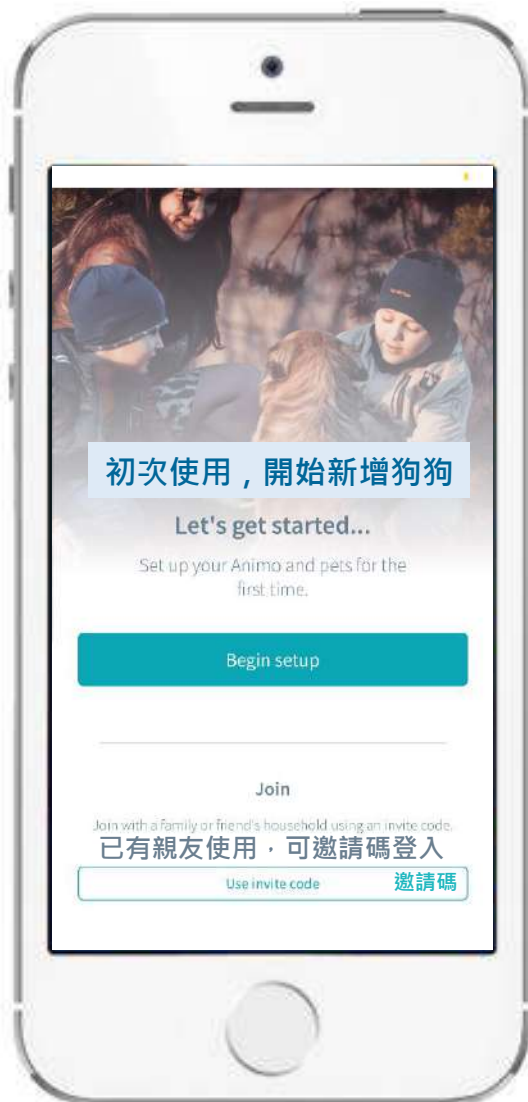 初次使用，開始新增狗狗
Let's get started...
Set up your Animo and pets for the
first time.
Begin setup
Join
Join with a family or friend's household using an invite code.
已有親友使用，可邀請碼登入
Use invite code 邀請碼